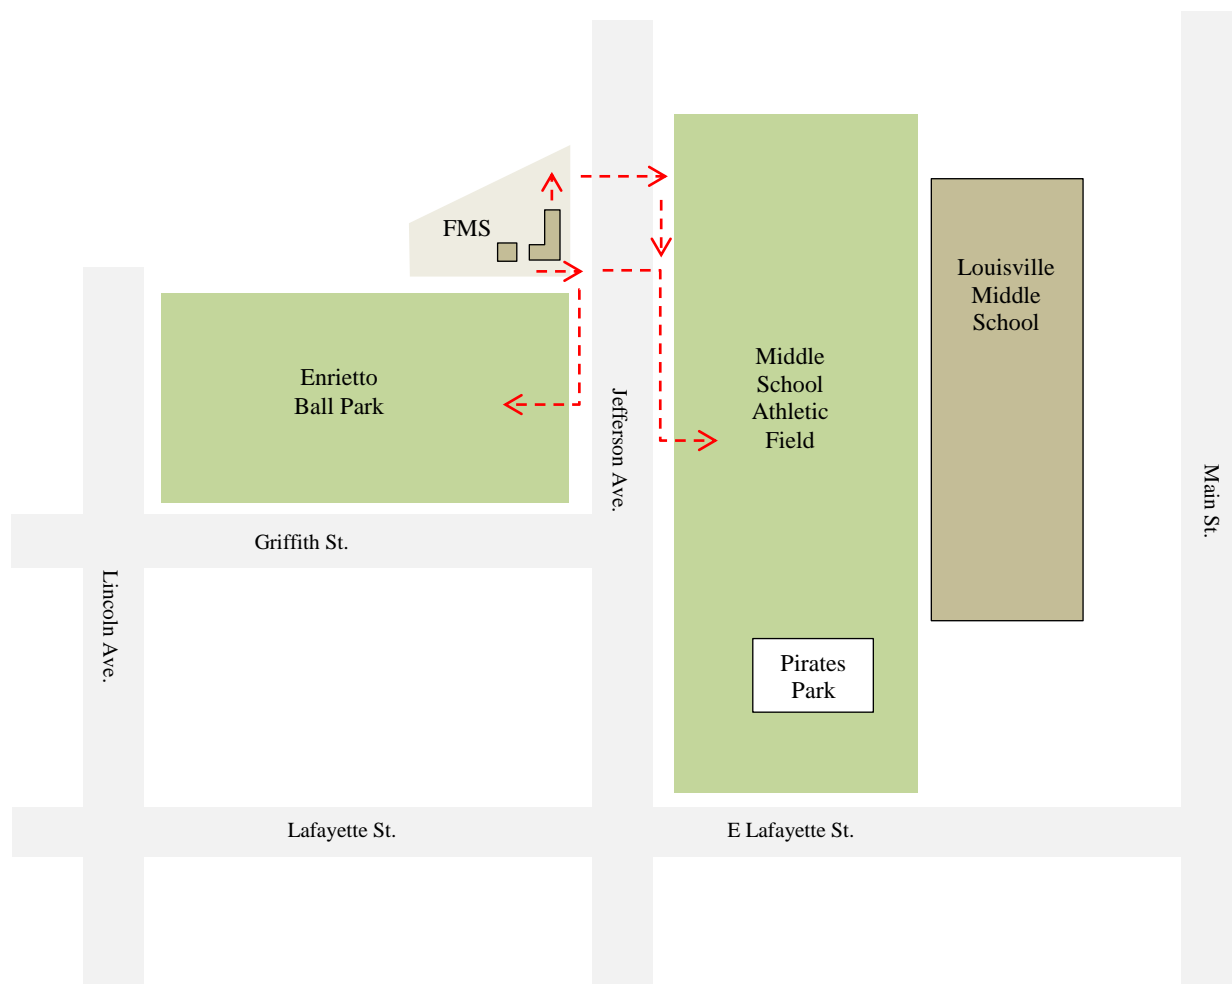 FMS
Louisville
Middle
School
Enrietto
Ball Park
Middle
School
Athletic
Field
Jefferson Ave.
Main St.
Griffith St.
Lincoln Ave.
Pirates
Park
Lafayette St.
E Lafayette St.